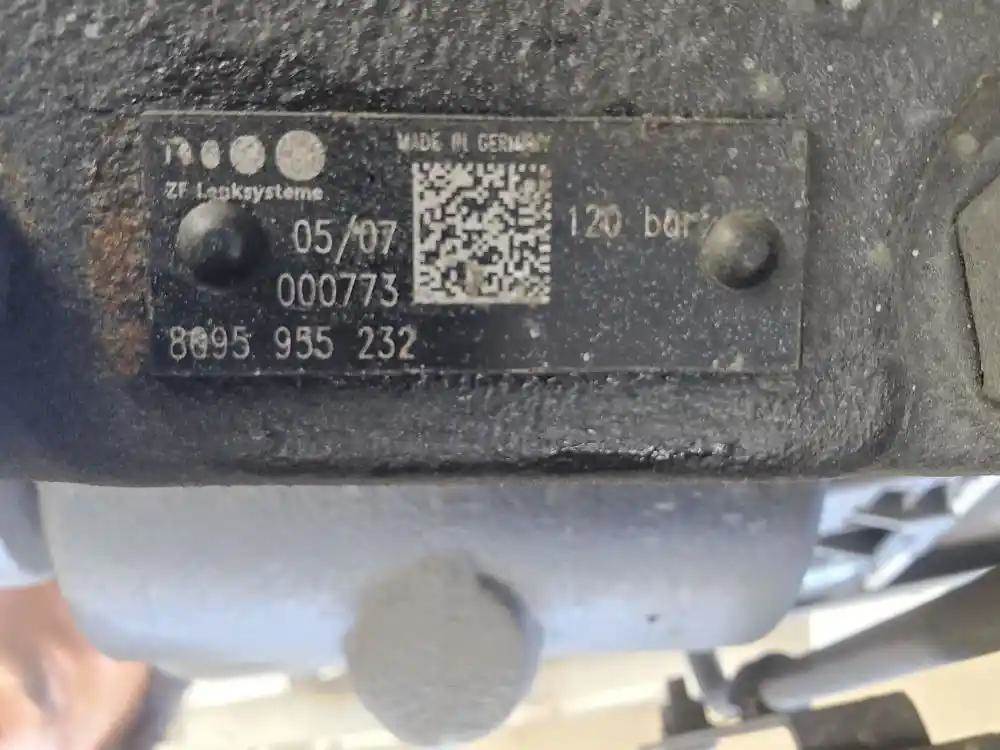 MADE IN GERMANY
ZF Lenksysteme
05/07
120 bar
000773
8095 955 232